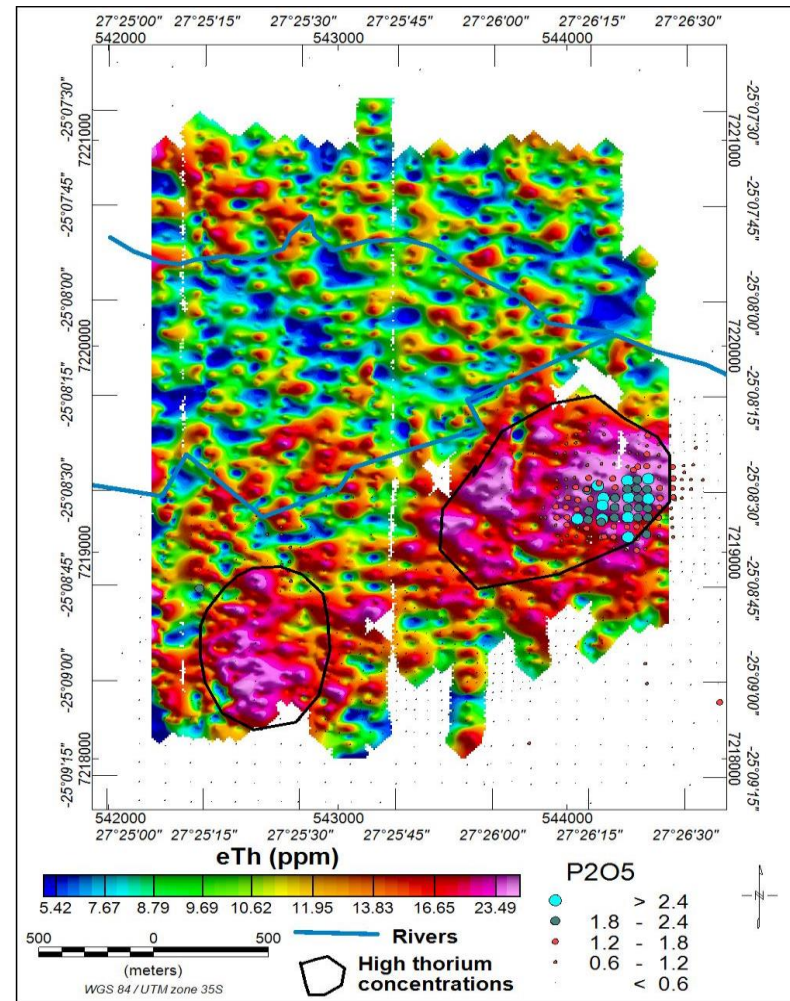 27°25'00" 27°25'15" 27°25'30" 27°25'45" 27°26'00" 27°26'15" 27°26'30"
542000 543000 544000
-25°07'30" 7221000 -25°07'45" -25°08'00" 7220000 -25°08'15" -25°08'30" 7219000 -25°08'45" -25°09'00" 7218000 -25°09'15"
-25°07'30" 7221000 -25°07'45" -25°08'00" 7220000 -25°08'15" -25°08'30" 7219000 -25°08'45" -25°09'00" 7218000 -25°09'15"
542000 543000 544000
27°25'00" 27°25'15" 27°25'30" 27°25'45" 27°26'00" 27°26'15" 27°26'30"
eTh (ppm)
5.42 7.67 8.79 9.69 10.62 11.95 13.83 16.65 23.49
500 0 500
(meters)
WGS 84 / UTM zone 35S
Rivers
High thorium
concentrations
P2O5
> 2.4
1.8 - 2.4
1.2 - 1.8
0.6 - 1.2
< 0.6
N